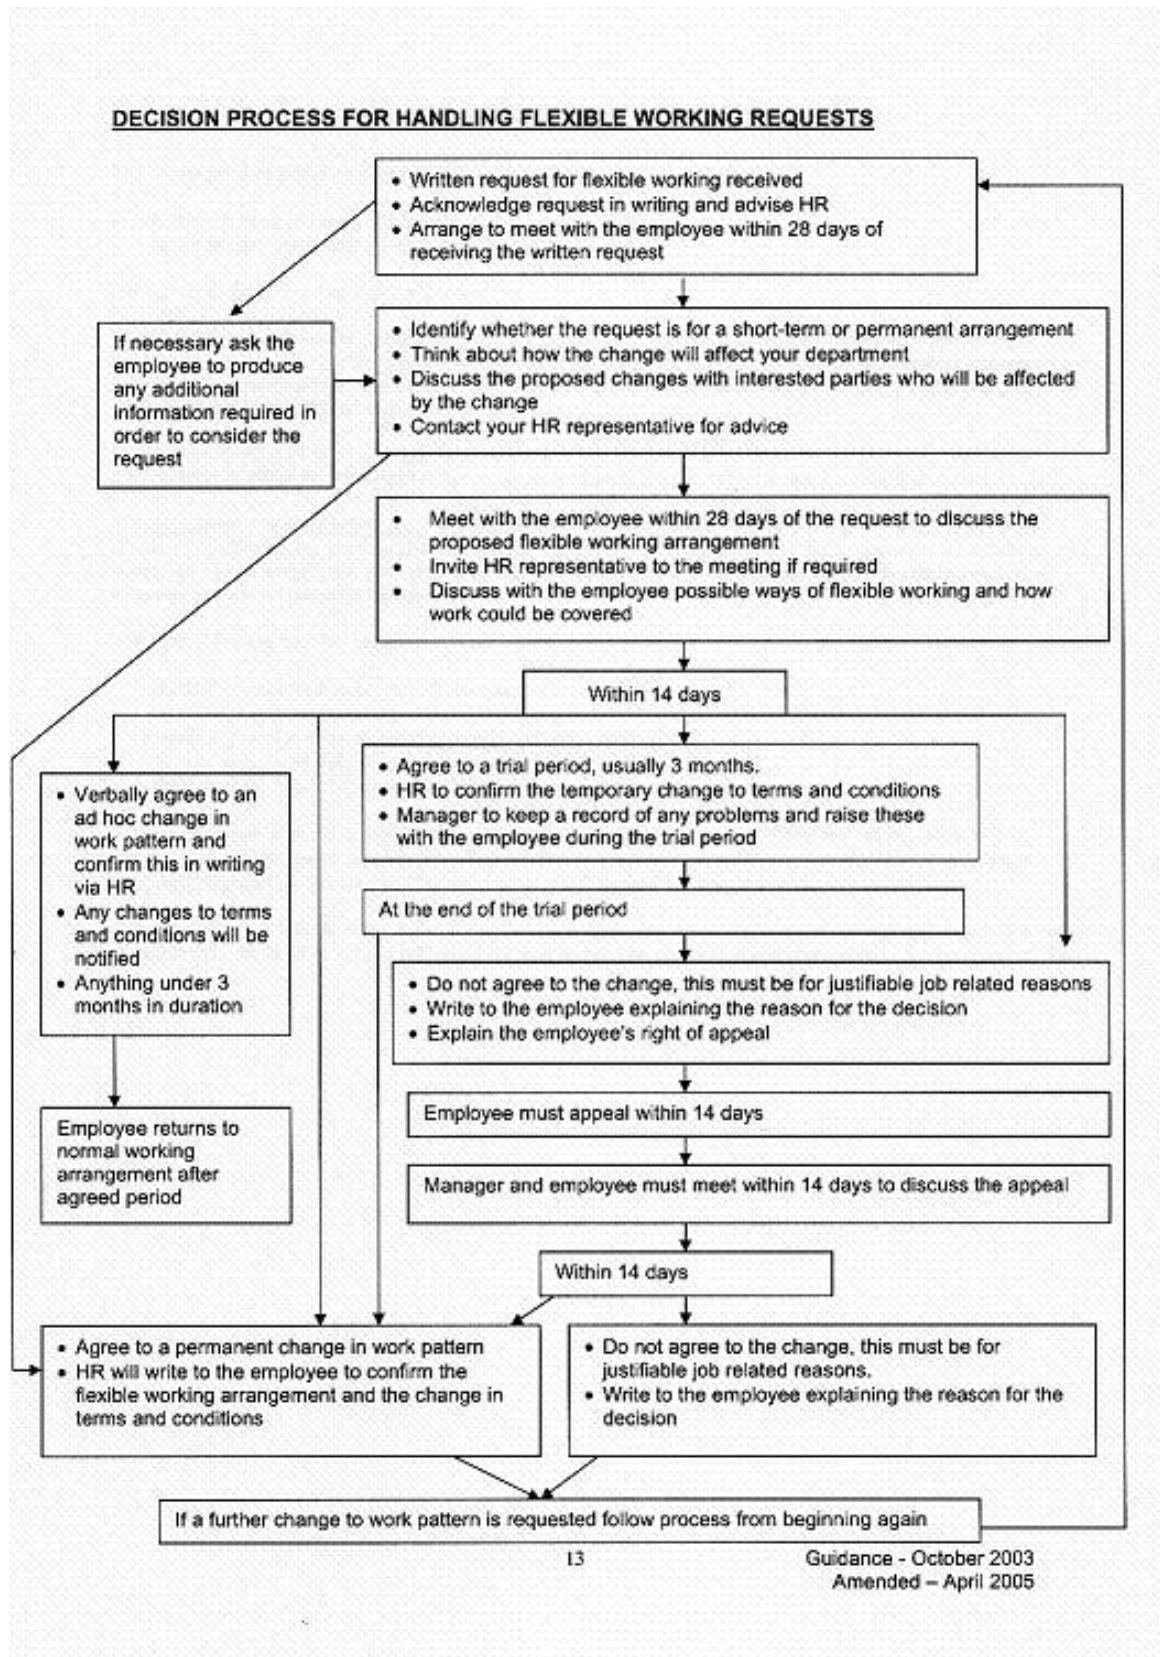 DECISION PROCESS FOR HANDLING FLEXIBLE WORKING REQUESTS
• Written request for flexible working received
• Acknowledge request in writing and advise HR
• Arrange to meet with the employee within 28 days of
receiving the written request
If necessary ask the
employee to produce
any additional
information required in
order to consider the
request
• Identify whether the request is for a short-term or permanent arrangement
• Think about how the change will affect your department
• Discuss the proposed changes with interested parties who will be affected
by the change
• Contact your HR representative for advice
• Meet with the employee within 28 days of the request to discuss the
proposed flexible working arrangement
• Invite HR representative to the meeting if required
• Discuss with the employee possible ways of flexible working and how
work could be covered
Within 14 days
• Verbally agree to an
ad hoc change in
work pattern and
confirm this in writing
via HR
• Any changes to terms
and conditions will be
notified
• Anything under 3
months in duration
• Agree to a trial period, usually 3 months.
• HR to confirm the temporary change to terms and conditions
• Manager to keep a record of any problems and raise these
with the employee during the trial period
At the end of the trial period
• Do not agree to the change, this must be for justifiable job related reasons
• Write to the employee explaining the reason for the decision
• Explain the employee's right of appeal
Employee returns to
normal working
arrangement after
agreed period
Employee must appeal within 14 days
Manager and employee must meet within 14 days to discuss the appeal
Within 14 days
• Agree to a permanent change in work pattern
• HR will write to the employee to confirm the
flexible working arrangement and the change in
terms and conditions
• Do not agree to the change, this must be for
justifiable job related reasons.
• Write to the employee explaining the reason for the
decision
If a further change to work pattern is requested follow process from beginning again
13
Guidance - October 2003
Amended – April 2005